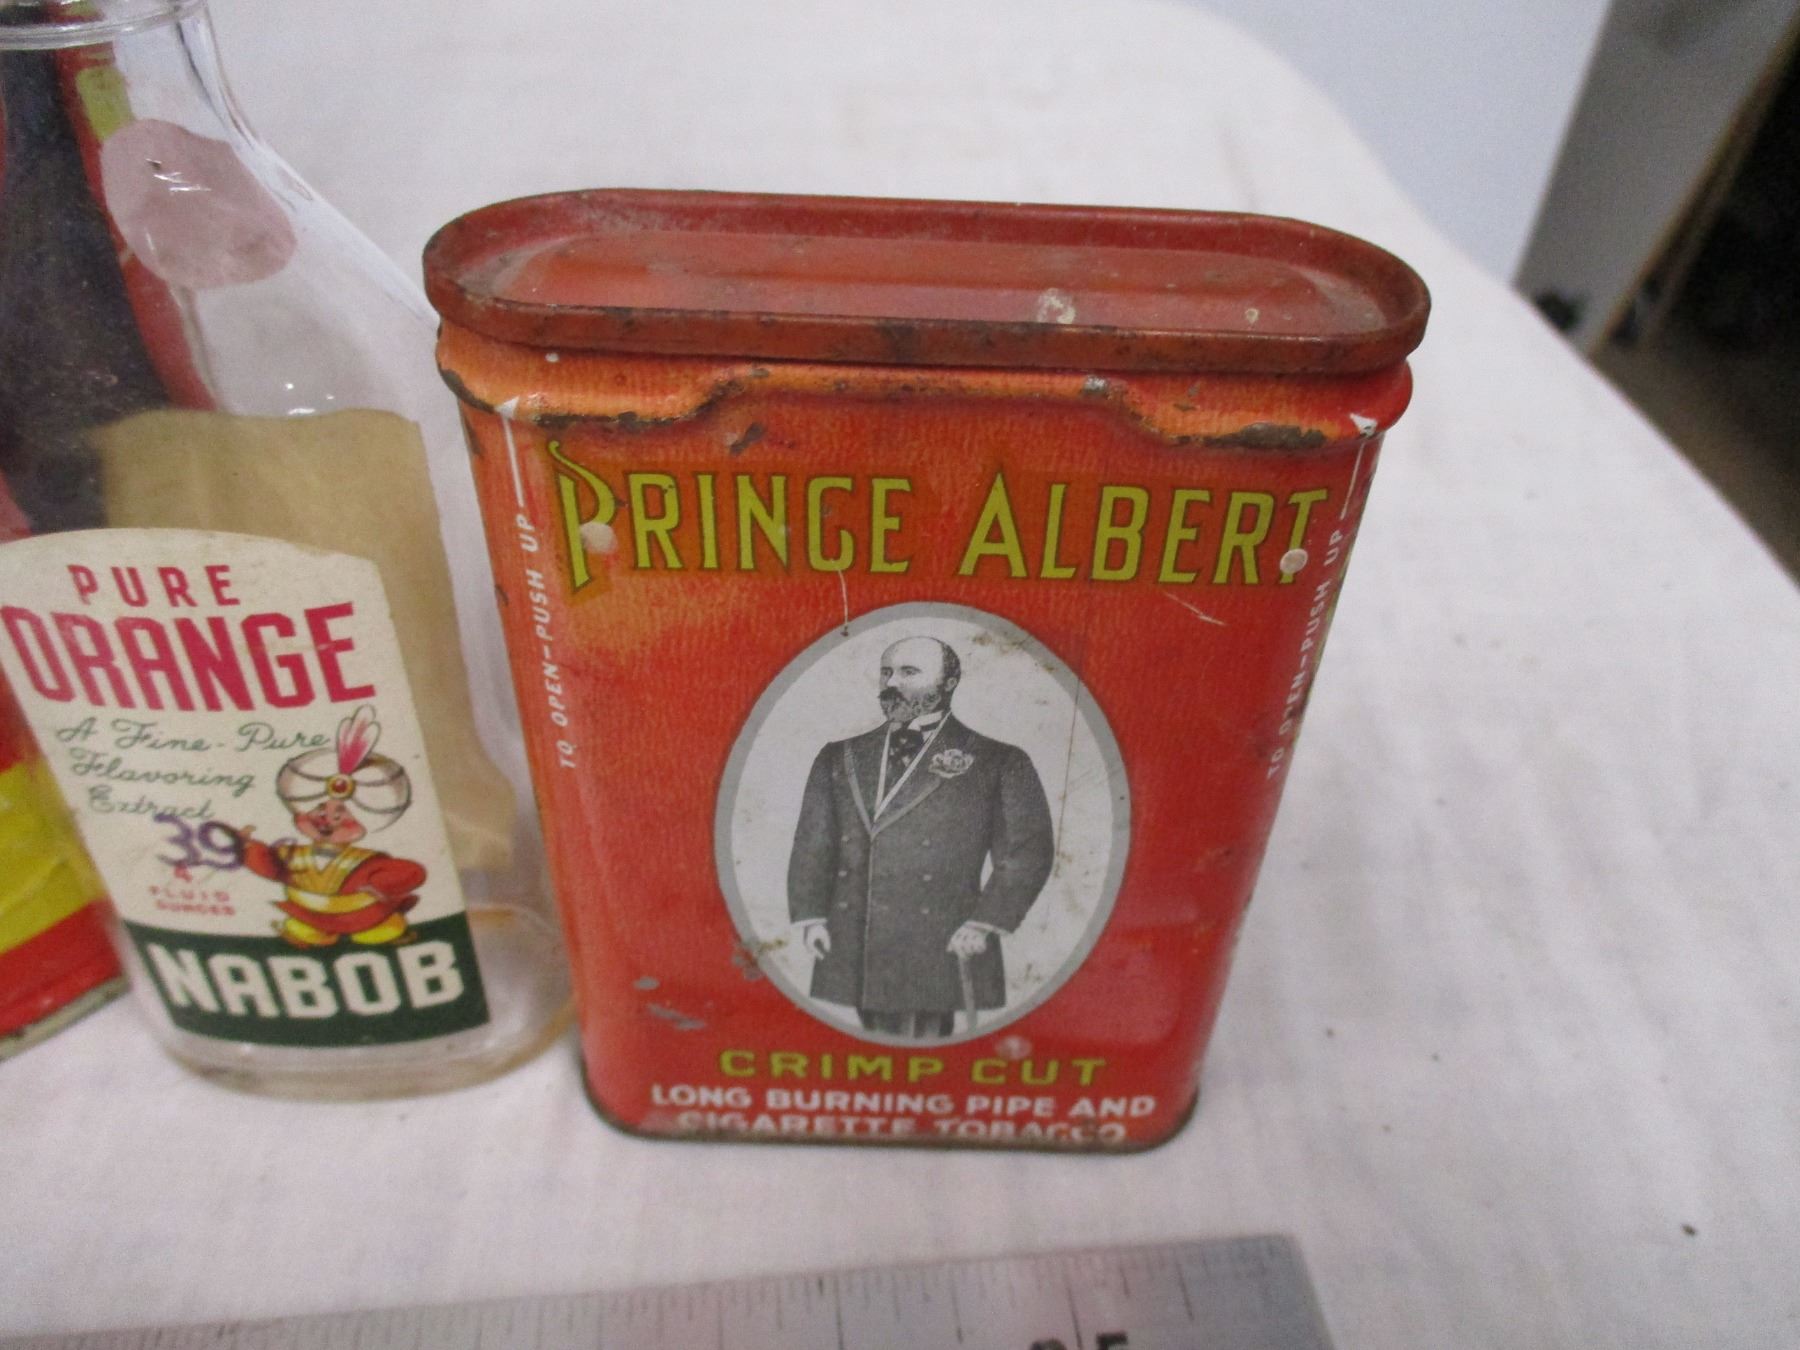 PURE
ORANGE
A Fine-Pure
Flavoring
Extract
39
4
FLUID
OUNCES
NABOB
PRINCE ALBERT
TO OPEN-PUSH UP
TO OPEN-PUSH UP
CRIMP CUT
LONG BURNING PIPE AND
CIGARETTE TOBACCO